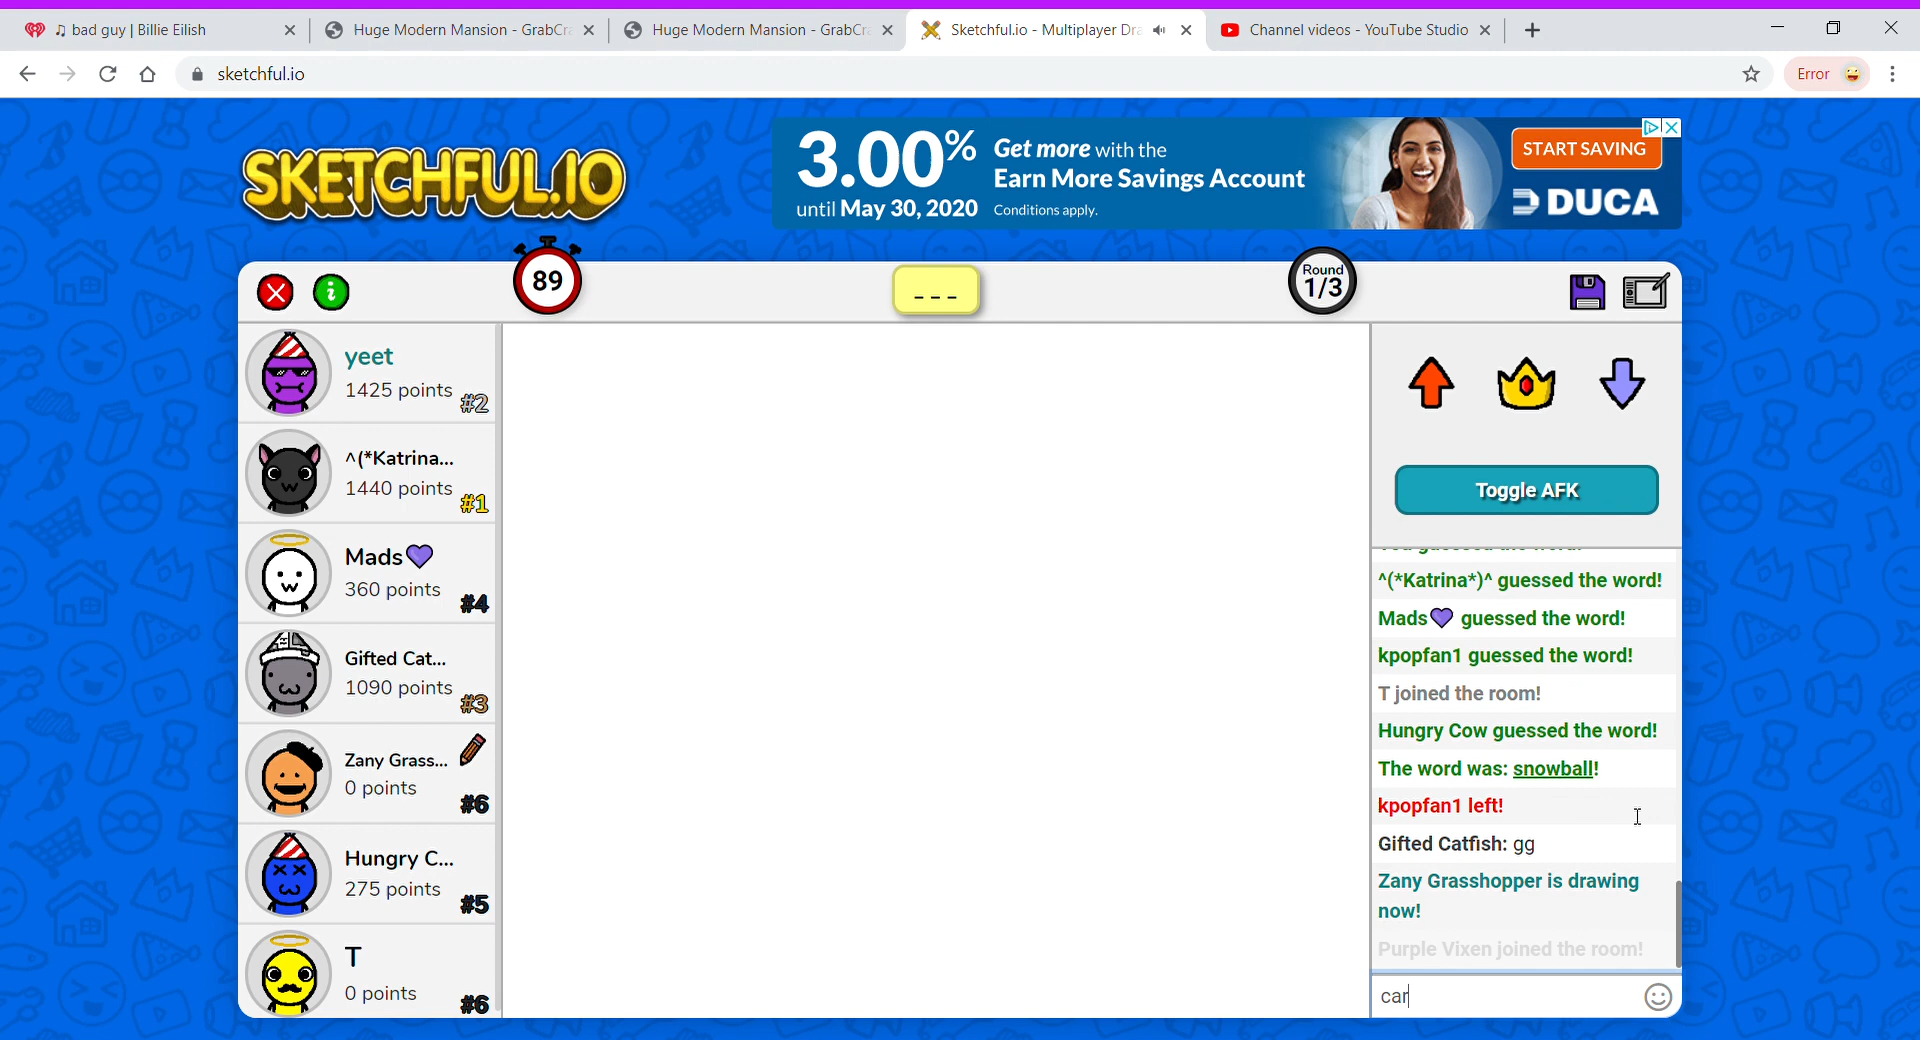 ♫ bad guy | Billie Eilish
Huge Modern Mansion - GrabCra
Huge Modern Mansion - GrabCra
Sketchful.io - Multiplayer Dra
Channel videos - YouTube Studio
sketchful.io
Error
SKETCHFUL.IO
3.00%
until May 30, 2020
Get more with the
Earn More Savings Account
Conditions apply.
START SAVING
DUCA
89
_ _ _
Round
1/3
yeet
1425 points
#2
^(*Katrina...
1440 points
#1
Mads💜
360 points
#4
Gifted Cat...
1090 points
#3
Zany Grass...
0 points
#6
Hungry C...
275 points
#5
T
0 points
#6
Toggle AFK
^(*Katrina*)^ guessed the word!
Mads💜 guessed the word!
kpopfan1 guessed the word!
T joined the room!
Hungry Cow guessed the word!
The word was: snowball!
kpopfan1 left!
Gifted Catfish: gg
Zany Grasshopper is drawing
now!
Purple Vixen joined the room!
car